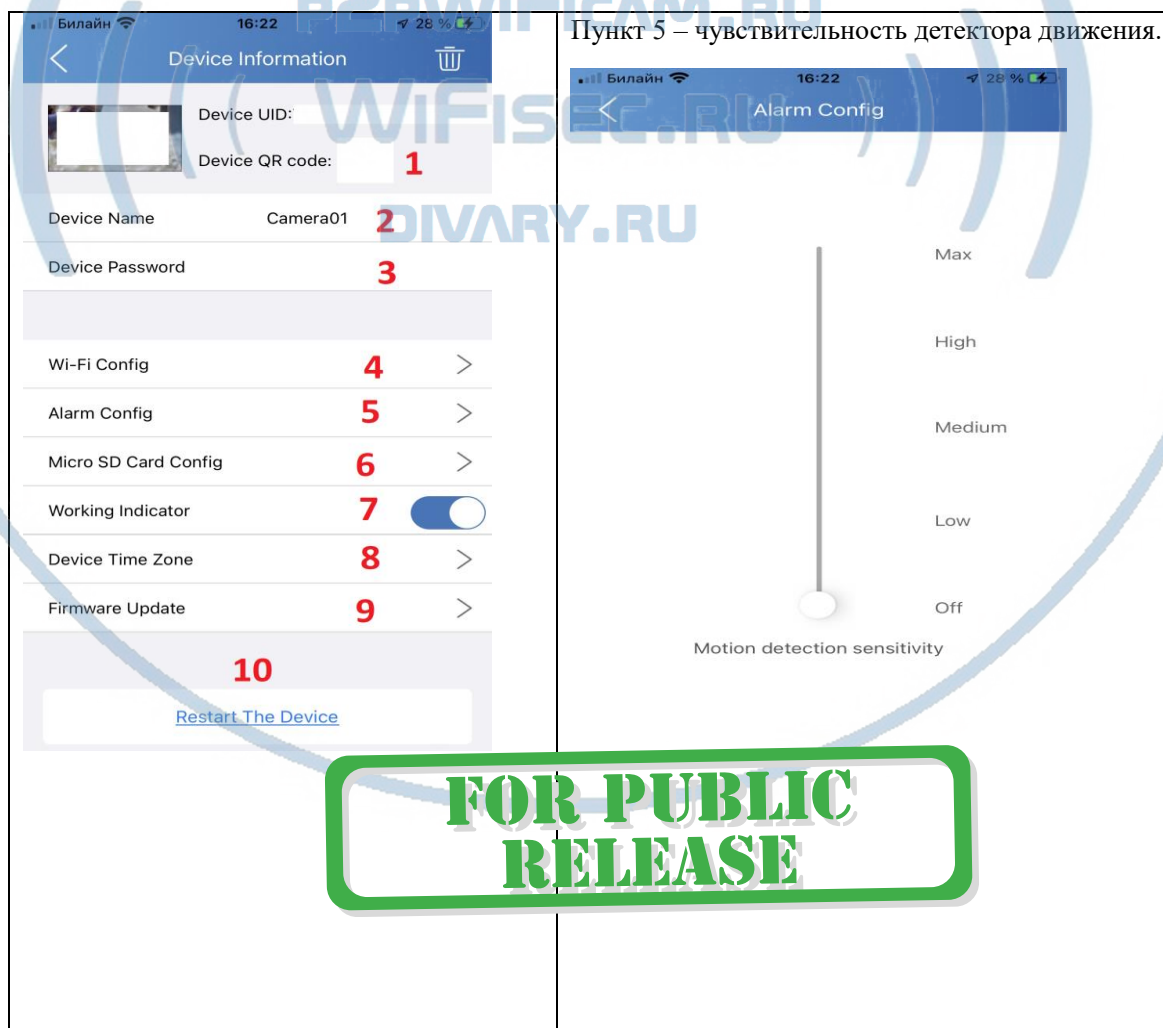 B2BWIFICAM.RU
WIFISEC.RU
DIVARY.RU
Билайн 16:22 28 %
Device Information
Device UID:
Device QR code: 1
Device Name Camera01 2
Device Password 3
Wi-Fi Config 4
Alarm Config 5
Micro SD Card Config 6
Working Indicator 7
Device Time Zone 8
Firmware Update 9
10
Restart The Device
Пункт 5 – чувствительность детектора движения.
Билайн 16:22 28 %
Alarm Config
Max
High
Medium
Low
Off
Motion detection sensitivity
FOR PUBLIC
RELEASE